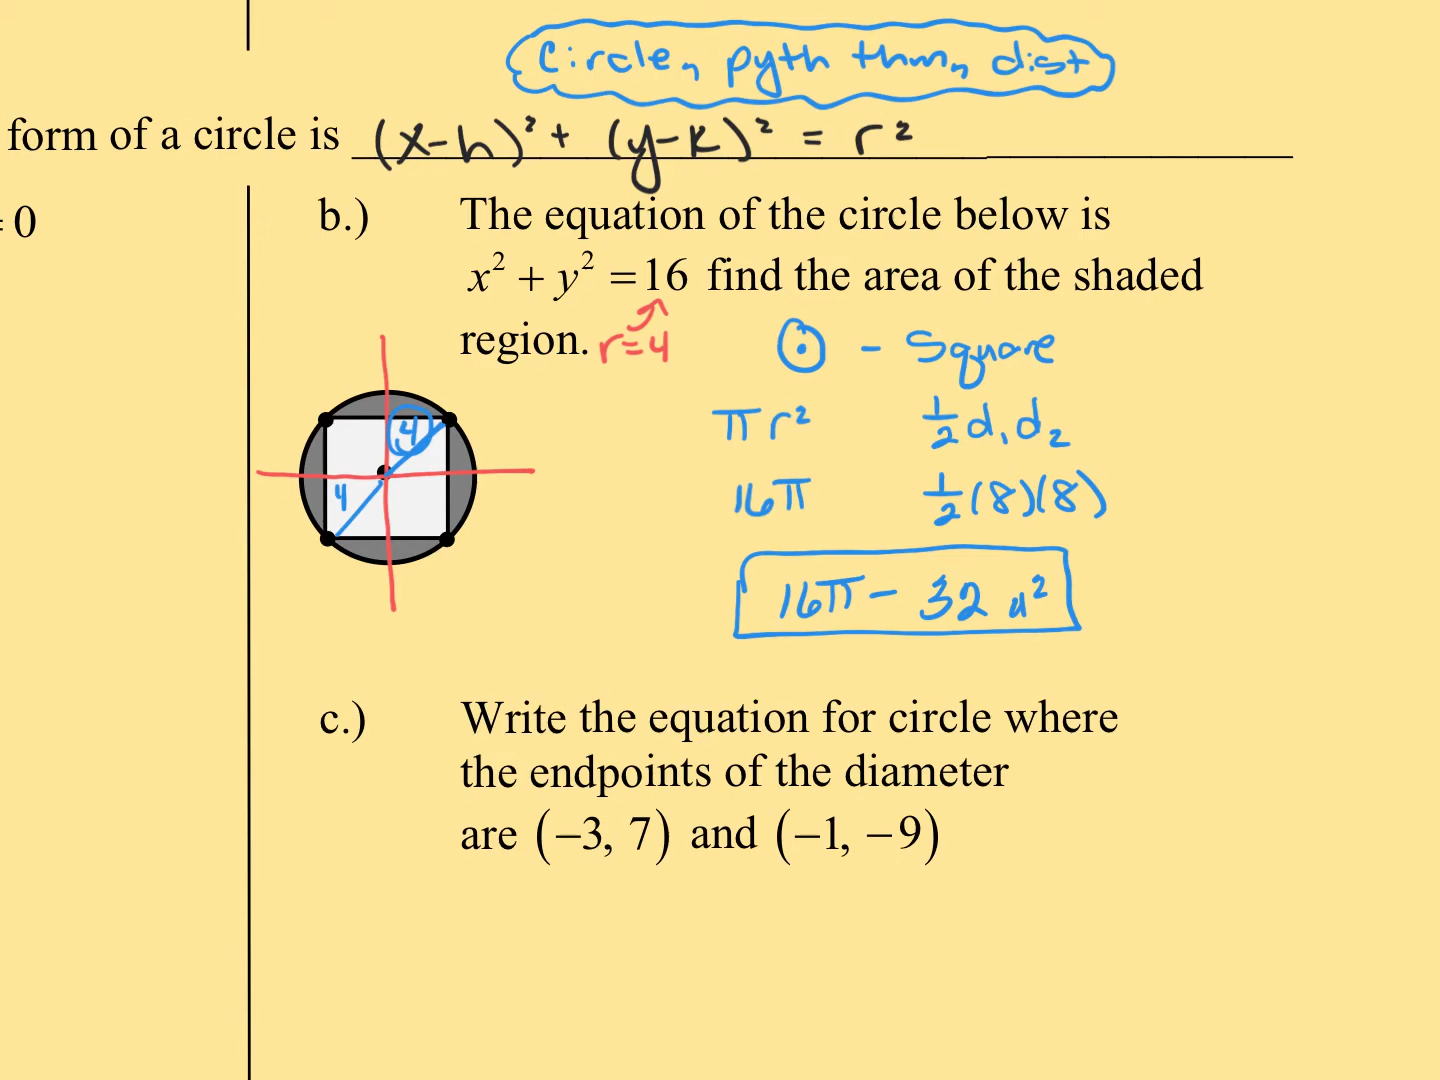 Circle, pyth thm, dist
form of a circle is (x-h)² + (y-k)² = r²
= 0
b.) The equation of the circle below is
x² + y² = 16 find the area of the shaded
region. r=4
⊙ - Square
πr² ½d₁d₂
4
4
16π ½(8)(8)
16π - 32 u²
c.) Write the equation for circle where
the endpoints of the diameter
are (−3, 7) and (−1, −9)